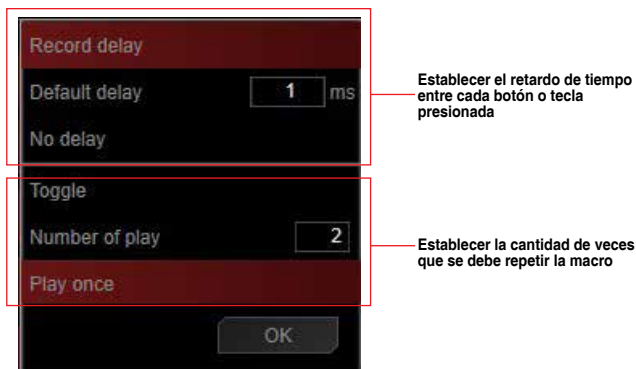 Record delay
Default delay 1 ms
No delay
Establecer el retardo de tiempo
entre cada botón o tecla
presionada
Toggle
Number of play 2
Play once
Establecer la cantidad de veces
que se debe repetir la macro
OK